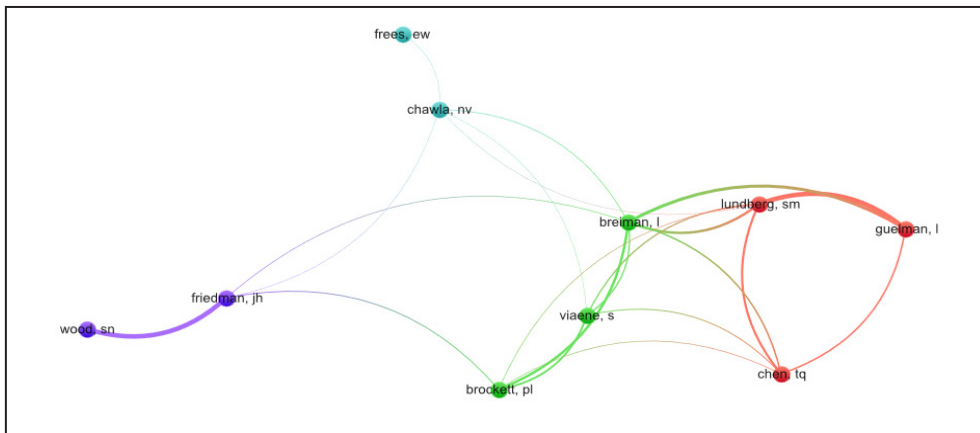 frees, ew
chawla, nv
lundberg, sm
breiman, l
guelman, l
friedman, jh
viaene, s
wood, sn
chen, tq
brockett, pl